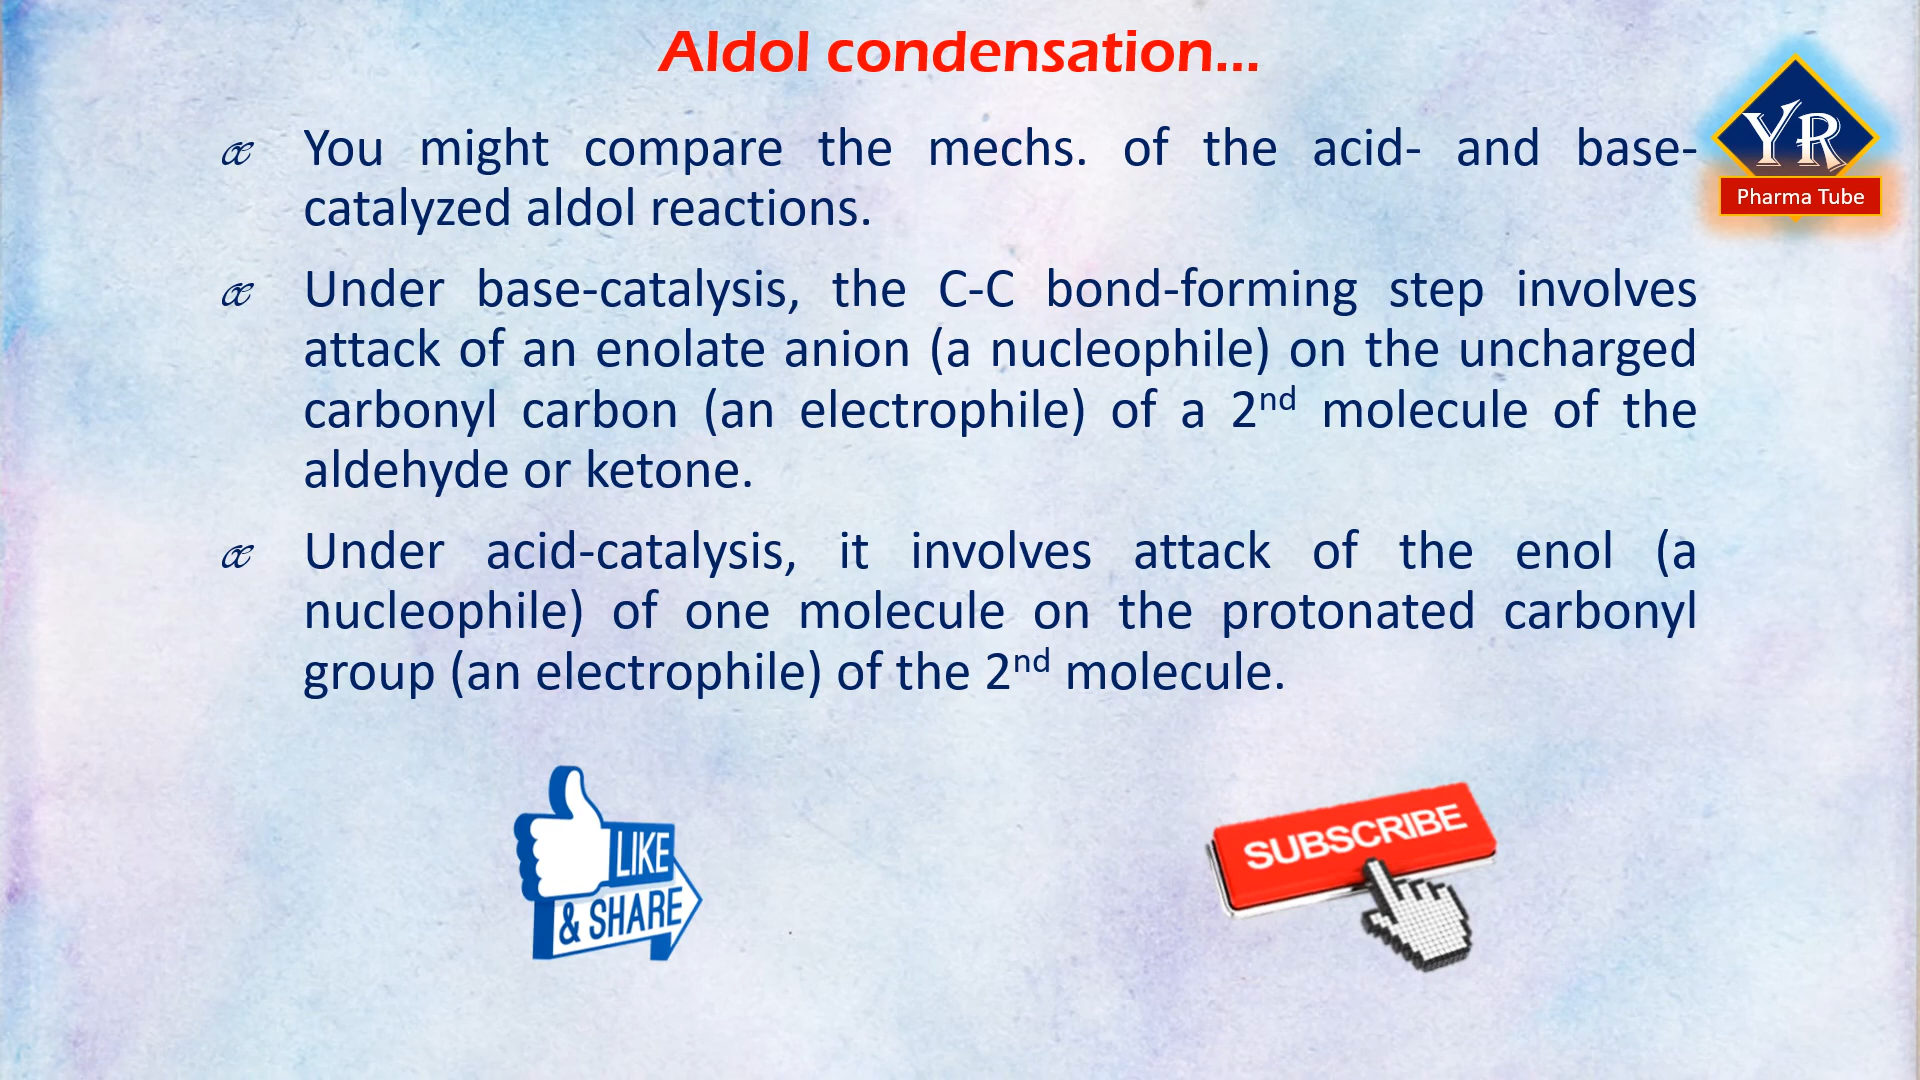 Aldol condensation...
You might compare the mechs. of the acid- and base-
catalyzed aldol reactions.
Under base-catalysis, the C-C bond-forming step involves
attack of an enolate anion (a nucleophile) on the uncharged
carbonyl carbon (an electrophile) of a 2nd molecule of the
aldehyde or ketone.
Under acid-catalysis, it involves attack of the enol (a
nucleophile) of one molecule on the protonated carbonyl
group (an electrophile) of the 2nd molecule.
YR
Pharma Tube
LIKE
& SHARE
SUBSCRIBE